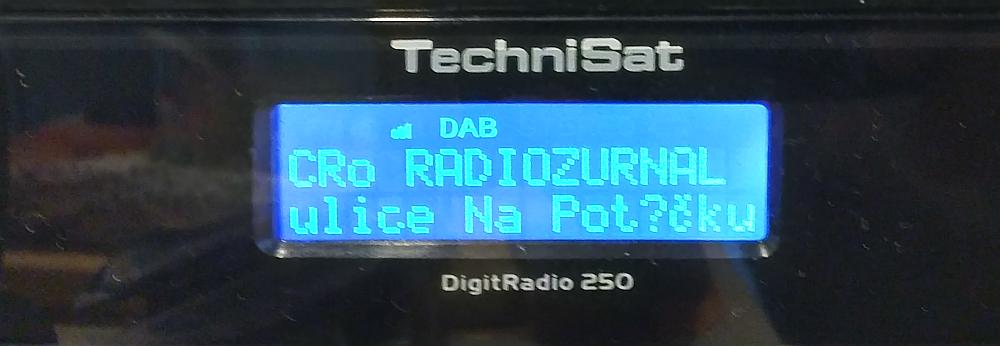 TechniSat
DAB
CRo RADIOZURNAL
ulice Na Pot?čku
DigitRadio 250